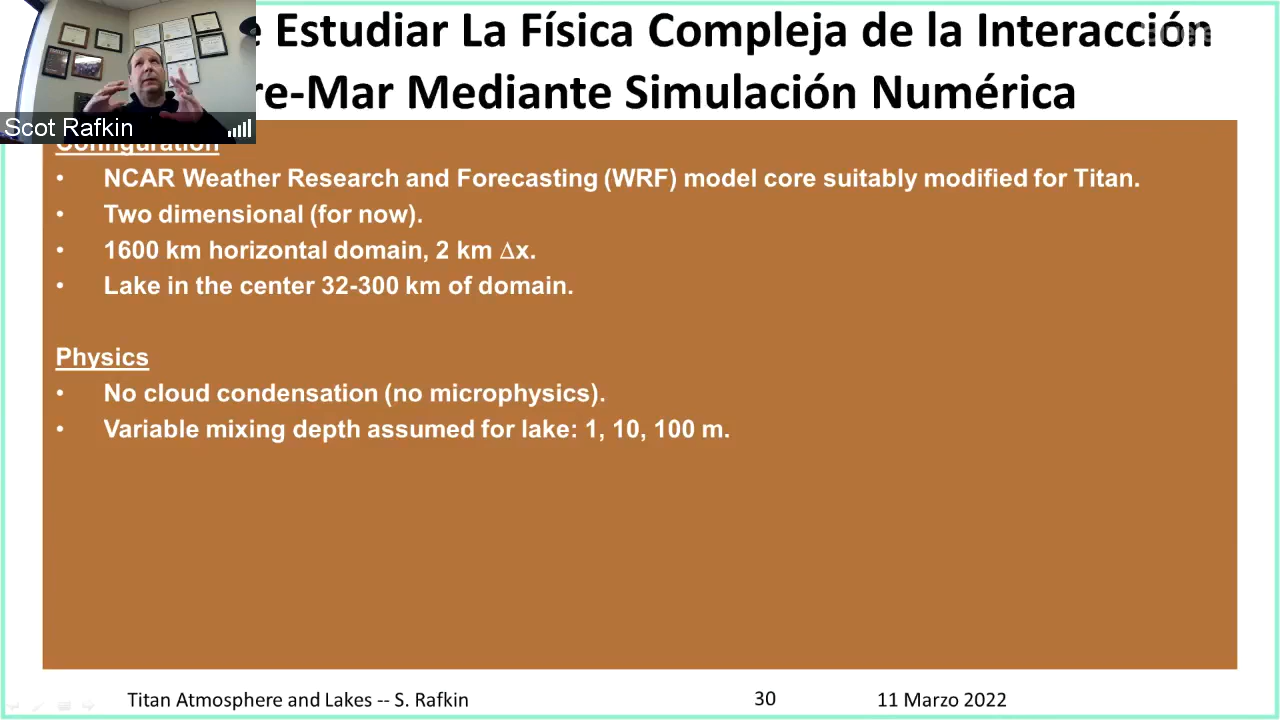 e Estudiar La Física Compleja de la Interacción
re-Mar Mediante Simulación Numérica
Scot Rafkin
Configuration
• NCAR Weather Research and Forecasting (WRF) model core suitably modified for Titan.
• Two dimensional (for now).
• 1600 km horizontal domain, 2 km ∆x.
• Lake in the center 32-300 km of domain.
Physics
• No cloud condensation (no microphysics).
• Variable mixing depth assumed for lake: 1, 10, 100 m.
Titan Atmosphere and Lakes -- S. Rafkin 30 11 Marzo 2022